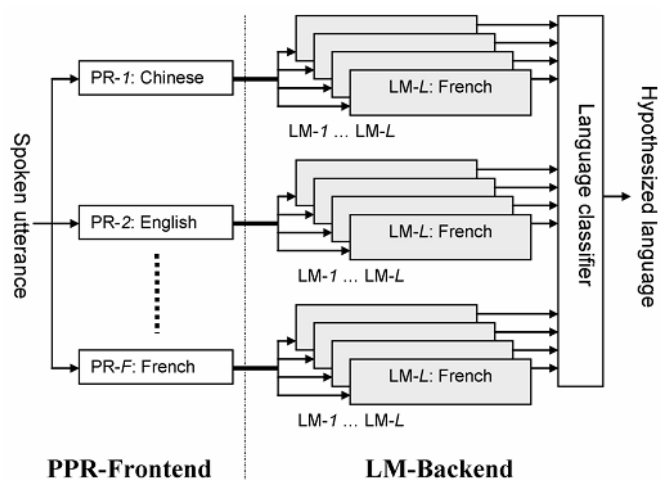 Spoken utterance
PR-1: Chinese
PR-2: English
PR-F: French
LM-L: French
LM-1 ... LM-L
LM-L: French
LM-1 ... LM-L
LM-L: French
LM-1 ... LM-L
Language classifier
Hypothesized language
PPR-Frontend
LM-Backend